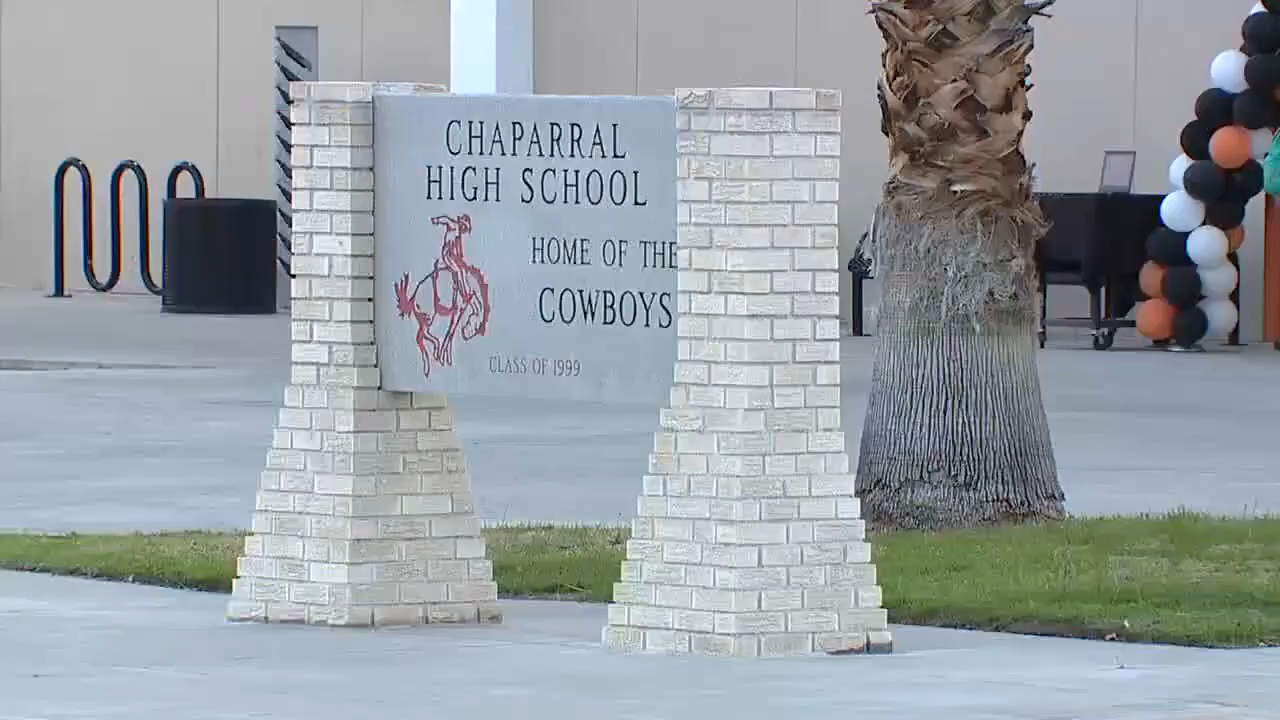 CHAPARRAL
HIGH SCHOOL
HOME OF THE
COWBOYS
CLASS OF 1999